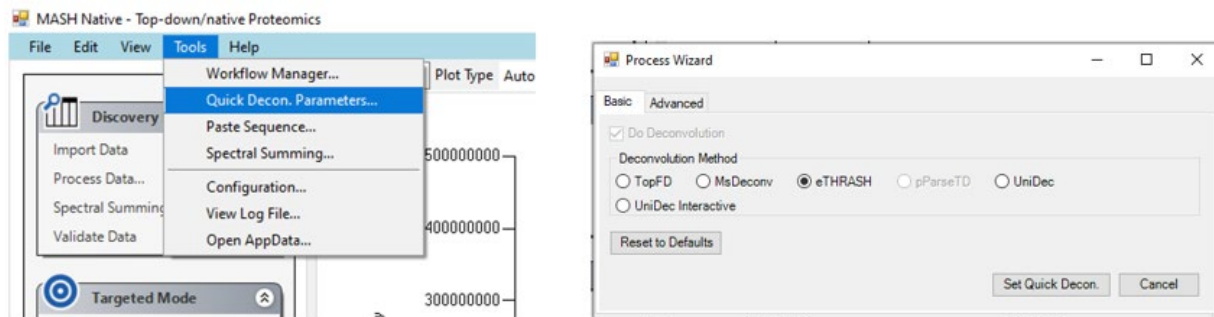 MASH Native - Top-down/native Proteomics
File Edit View Tools Help
Workflow Manager...
Quick Decon. Parameters...
Paste Sequence...
Spectral Summing...
Configuration...
View Log File...
Open AppData...
Plot Type Auto
Discovery
Import Data
Process Data...
Spectral Summing
Validate Data
Targeted Mode
500000000
400000000
300000000
Process Wizard
Basic Advanced
Do Deconvolution
Deconvolution Method
TopFD MsDeconv eTHRASH pParseTD UniDec
UniDec Interactive
Reset to Defaults
Set Quick Decon. Cancel